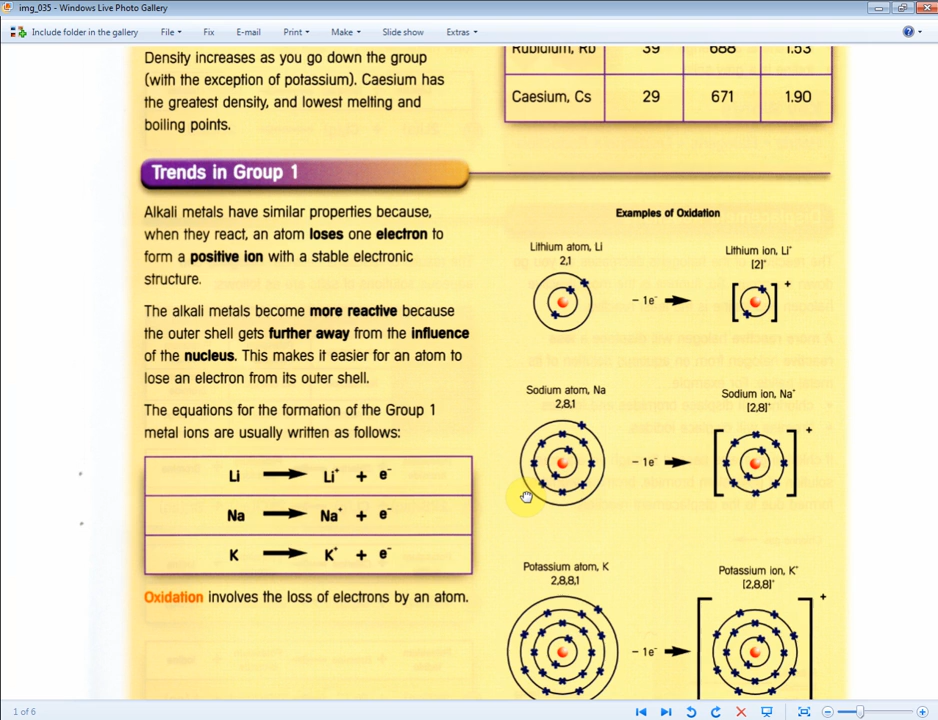 img_035 - Windows Live Photo Gallery
Include folder in the gallery File Fix E-mail Print Make Slide show Extras
Density increases as you go down the group
(with the exception of potassium). Caesium has
the greatest density, and lowest melting and
boiling points.
Rubidium, Rb 39 688 1.53
Caesium, Cs 29 671 1.90
Trends in Group 1
Alkali metals have similar properties because,
when they react, an atom loses one electron to
form a positive ion with a stable electronic
structure.
The alkali metals become more reactive because
the outer shell gets further away from the influence
of the nucleus. This makes it easier for an atom to
lose an electron from its outer shell.
The equations for the formation of the Group 1
metal ions are usually written as follows:
Li → Li⁺ + e⁻
Na → Na⁺ + e⁻
K → K⁺ + e⁻
Oxidation involves the loss of electrons by an atom.
Examples of Oxidation
Lithium atom, Li
2,1
– 1e⁻ →
Lithium ion, Li⁺
[2]⁺
+
Sodium atom, Na
2,8,1
– 1e⁻ →
Sodium ion, Na⁺
[2,8]⁺
+
Potassium atom, K
2,8,8,1
– 1e⁻ →
Potassium ion, K⁺
[2,8,8]⁺
+
1 of 6